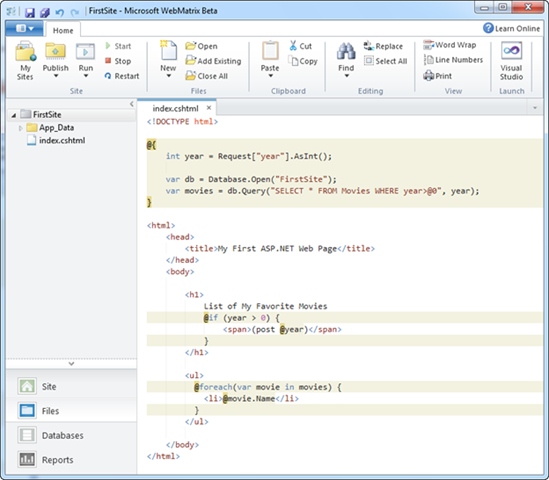 FirstSite - Microsoft WebMatrix Beta
Home
Learn Online
My Sites
Publish
Run
Start
Stop
Restart
Site
New
Open
Add Existing
Close All
Files
Paste
Cut
Copy
Clipboard
Find
Replace
Select All
Editing
Word Wrap
Line Numbers
Print
View
Visual Studio
Launch
FirstSite
App_Data
index.cshtml
Site
Files
Databases
Reports
index.cshtml
<!DOCTYPE html>
@{
int year = Request["year"].AsInt();
var db = Database.Open("FirstSite");
var movies = db.Query("SELECT * FROM Movies WHERE year>@0", year);
}
<html>
<head>
<title>My First ASP.NET Web Page</title>
</head>
<body>
<h1>
List of My Favorite Movies
@if (year > 0) {
<span>(post @year)</span>
}
</h1>
<ul>
@foreach(var movie in movies) {
<li>@movie.Name</li>
}
</ul>
</body>
</html>